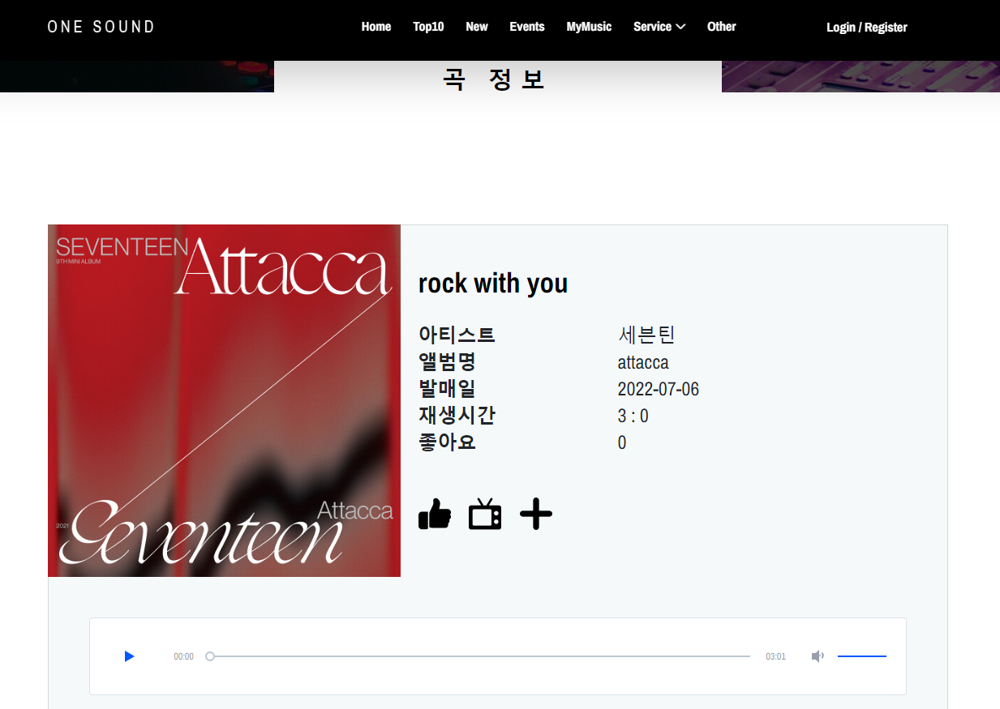 ONE SOUND
Home Top10 New Events MyMusic Service Other
Login / Register
곡 정보
SEVENTEEN
9TH MINI ALBUM
Attacca
Attacca
2021
Seventeen
rock with you
아티스트 세븐틴
앨범명 attacca
발매일 2022-07-06
재생시간 3 : 0
좋아요 0
00:00 03:01